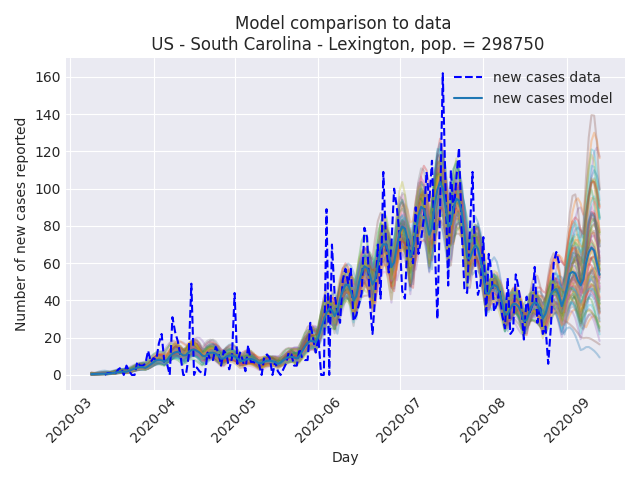 Model comparison to data
US - South Carolina - Lexington, pop. = 298750
Number of new cases reported
160
140
120
100
80
60
40
20
0
new cases data
new cases model
2020-03
2020-04
2020-05
2020-06
2020-07
2020-08
2020-09
Day